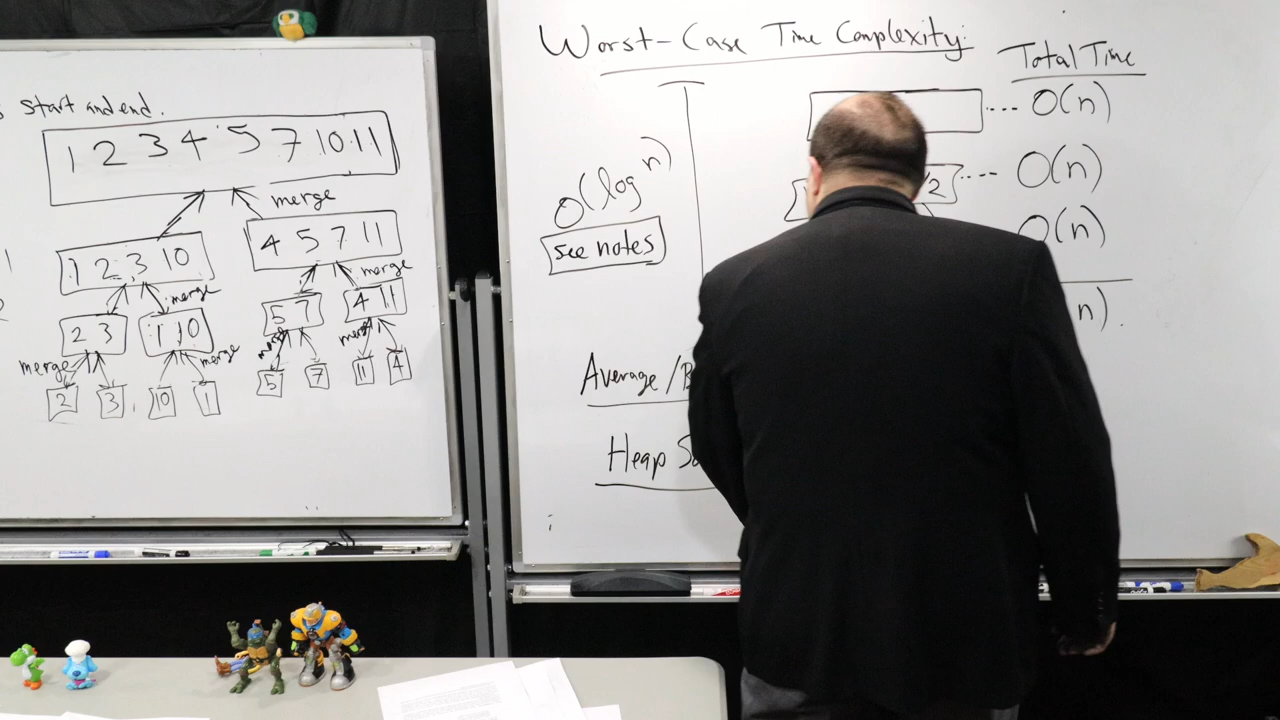 start and end.
1 2 3 4 5 7 10 11
merge
1 2 3 10
4 5 7 11
merge
merge
2 3
1 10
5 7
4 11
merge
merge
merge
merge
2
3
10
1
5
7
11
4
Worst-Case Time Complexity:
Total Time
O(n)
O(n)
O(n)
n).
O(log n)
see notes
/2
Average /B
Heap S